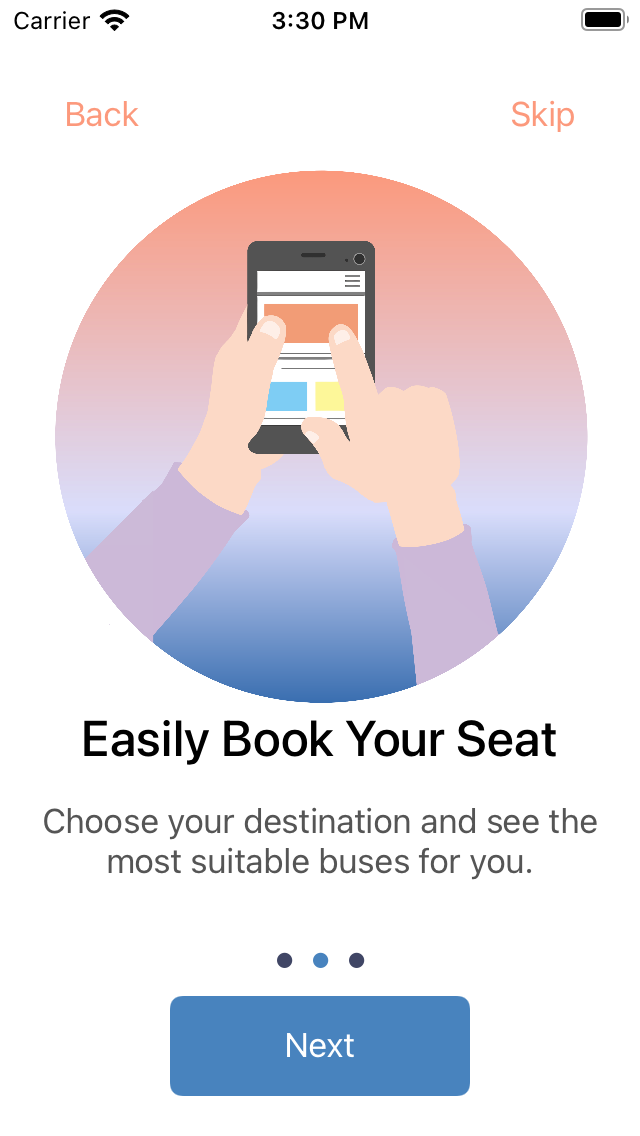 Carrier 3:30 PM
Back Skip
Easily Book Your Seat
Choose your destination and see the
most suitable buses for you.
Next